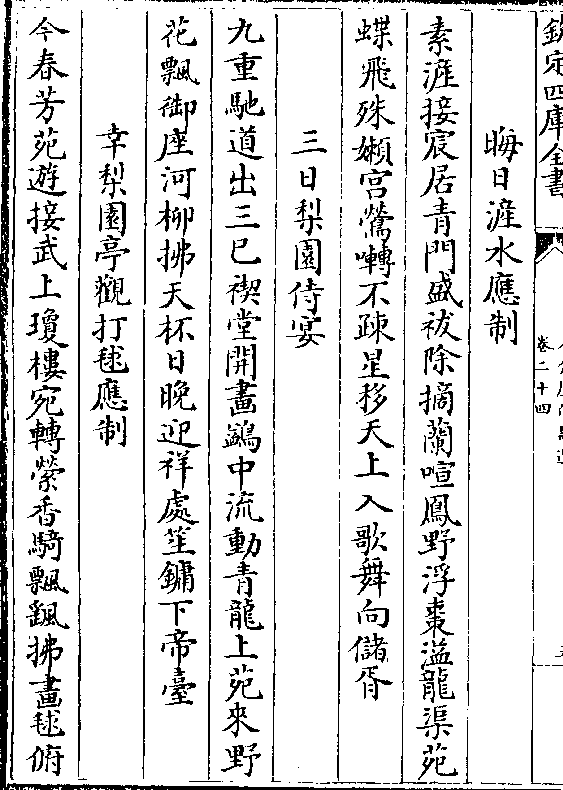 欽定四庫全書
卷二十四
晦日滻水應制
素滻接宸居青門盛祓除摘蘭喧鳳野浮棗溢龍渠苑
蝶飛殊嬾宫鶯囀不疎星移天上入歌舞向儲胥
三日梨園侍宴
九重馳道出三巳禊堂開畫鷁中流動青龍上苑來野
花飄御座河柳拂天杯日晚迎祥處笙鏞下帝臺
幸梨園亭觀打毬應制
今春芳苑遊接武上瓊樓宛轉縈香騎飄颻拂畫毬俯